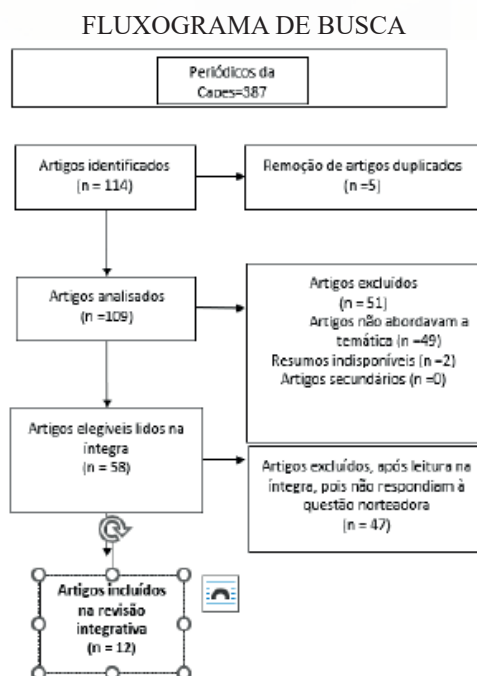 FLUXOGRAMA DE BUSCA
Periódicos da
Capes=387
Artigos identificados
(n = 114)
Remoção de artigos duplicados
(n =5)
Artigos analisados
(n =109)
Artigos excluídos
(n = 51)
Artigos não abordavam a
temática (n =49)
Resumos indisponíveis (n =2)
Artigos secundários (n =0)
Artigos elegíveis lidos na
íntegra
(n = 58)
Artigos excluídos, após leitura na
íntegra, pois não respondiam à
questão norteadora
(n = 47)
Artigos incluídos
na revisão
integrativa
(n = 12)